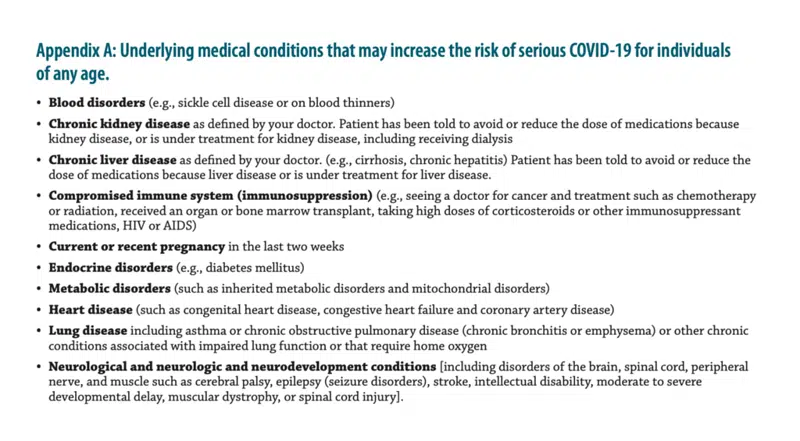 Appendix A: Underlying medical conditions that may increase the risk of serious COVID-19 for individuals
of any age.
• Blood disorders (e.g., sickle cell disease or on blood thinners)
• Chronic kidney disease as defined by your doctor. Patient has been told to avoid or reduce the dose of medications because
kidney disease, or is under treatment for kidney disease, including receiving dialysis
• Chronic liver disease as defined by your doctor. (e.g., cirrhosis, chronic hepatitis) Patient has been told to avoid or reduce the
dose of medications because liver disease or is under treatment for liver disease.
• Compromised immune system (immunosuppression) (e.g., seeing a doctor for cancer and treatment such as chemotherapy
or radiation, received an organ or bone marrow transplant, taking high doses of corticosteroids or other immunosuppressant
medications, HIV or AIDS)
• Current or recent pregnancy in the last two weeks
• Endocrine disorders (e.g., diabetes mellitus)
• Metabolic disorders (such as inherited metabolic disorders and mitochondrial disorders)
• Heart disease (such as congenital heart disease, congestive heart failure and coronary artery disease)
• Lung disease including asthma or chronic obstructive pulmonary disease (chronic bronchitis or emphysema) or other chronic
conditions associated with impaired lung function or that require home oxygen
• Neurological and neurologic and neurodevelopment conditions [including disorders of the brain, spinal cord, peripheral
nerve, and muscle such as cerebral palsy, epilepsy (seizure disorders), stroke, intellectual disability, moderate to severe
developmental delay, muscular dystrophy, or spinal cord injury].